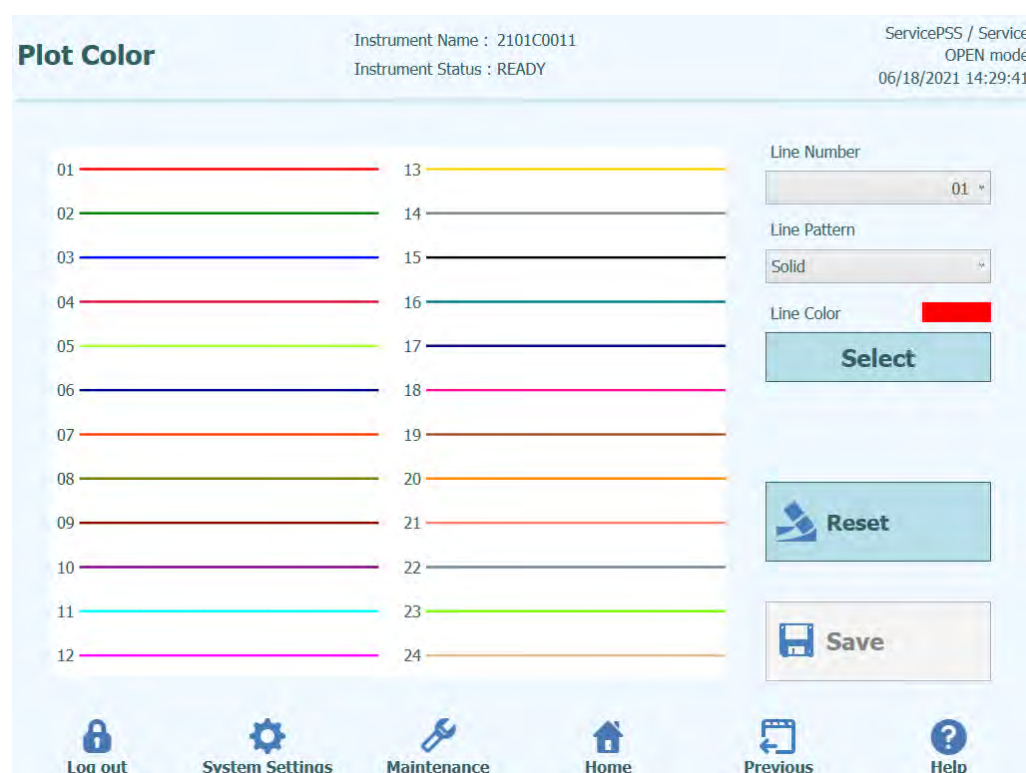 Plot Color
Instrument Name : 2101C0011
Instrument Status : READY
ServicePSS / Service
OPEN mode
06/18/2021 14:29:41
01
02
03
04
05
06
07
08
09
10
11
12
13
14
15
16
17
18
19
20
21
22
23
24
Line Number
01
Line Pattern
Solid
Line Color
Select
Reset
Save
Log out
System Settings
Maintenance
Home
Previous
Help